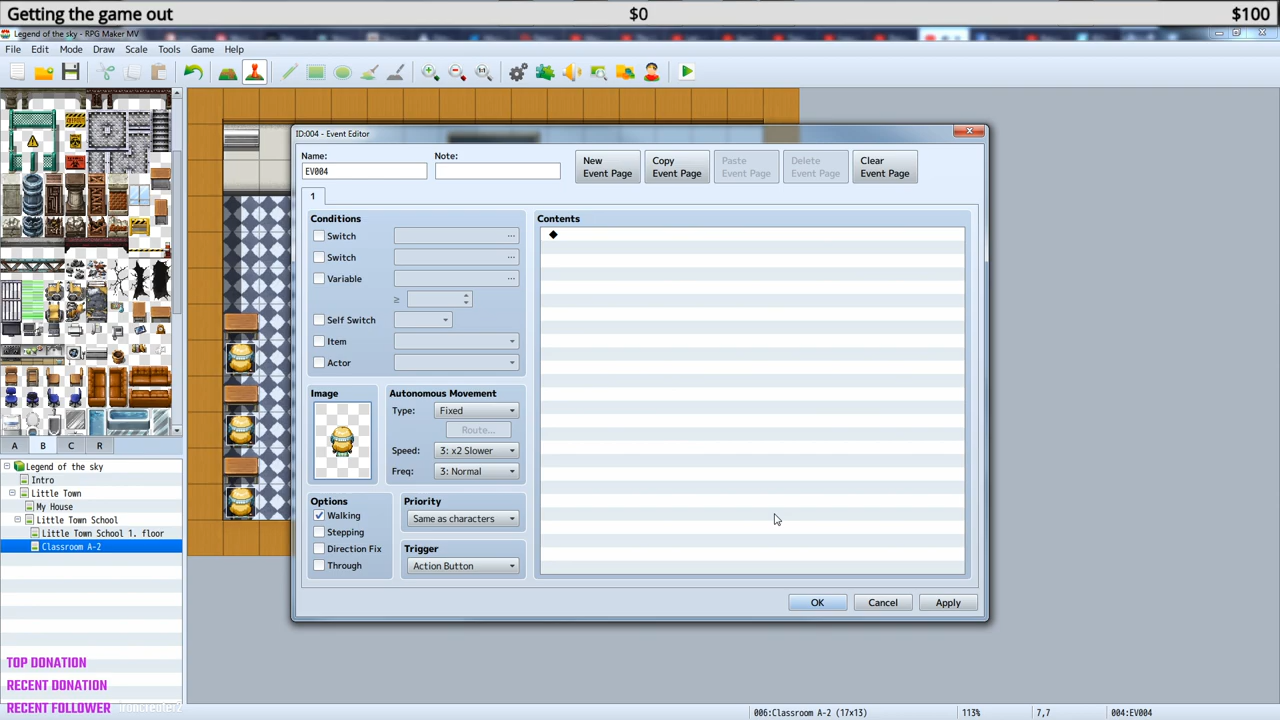 Getting the game out
$0
$100
Legend of the sky - RPG Maker MV
File Edit Mode Draw Scale Tools Game Help
ID:004 - Event Editor
Name:
EV004
Note:
New Event Page
Copy Event Page
Paste Event Page
Delete Event Page
Clear Event Page
1
Conditions
Switch
...
Switch
...
Variable
...
≥
Self Switch
Item
Actor
Contents
◆
Image
Autonomous Movement
Type: Fixed
Route...
Speed: 3: x2 Slower
Freq: 3: Normal
Options
Walking
Stepping
Direction Fix
Through
Priority
Same as characters
Trigger
Action Button
OK Cancel Apply
A B C R
Legend of the sky
Intro
Little Town
My House
Little Town School
Little Town School 1. floor
Classroom A-2
TOP DONATION
RECENT DONATION
RECENT FOLLOWER ironcreeter2
006:Classroom A-2 (17x13) 113% 7,7 004:EV004